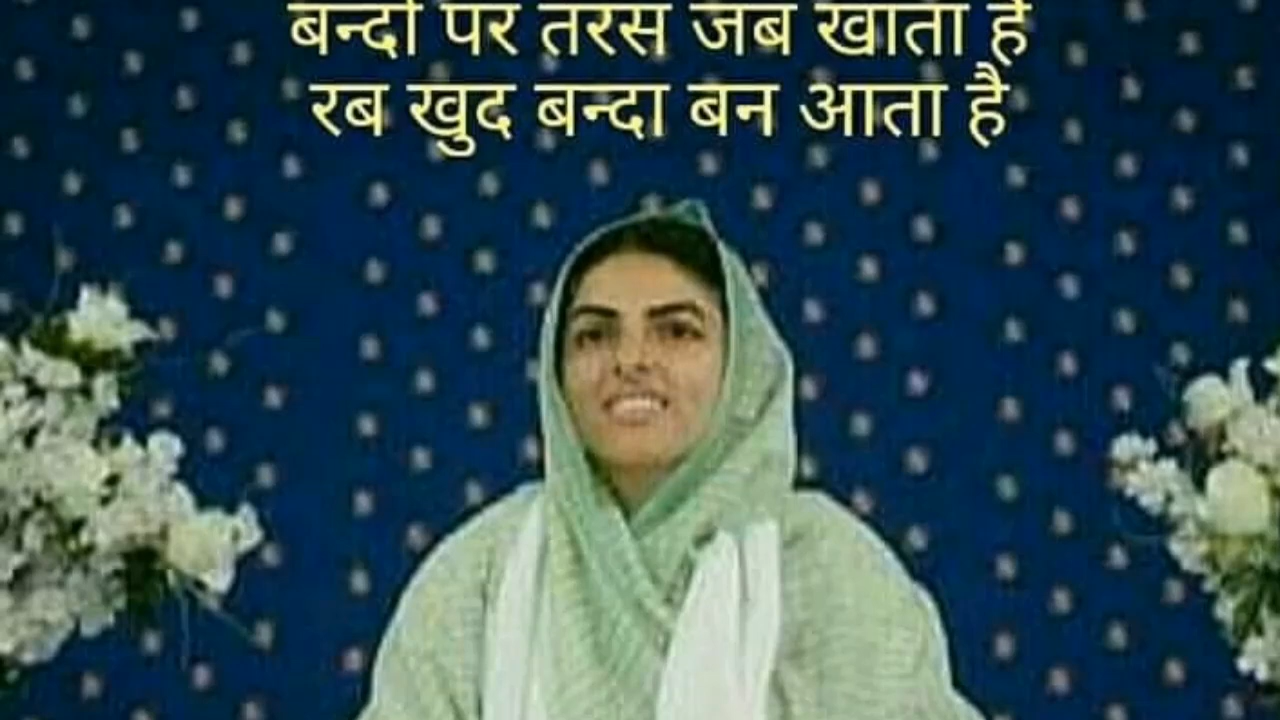 बन्दों पर तरस जब खाता है
रब खुद बन्दा बन आता है